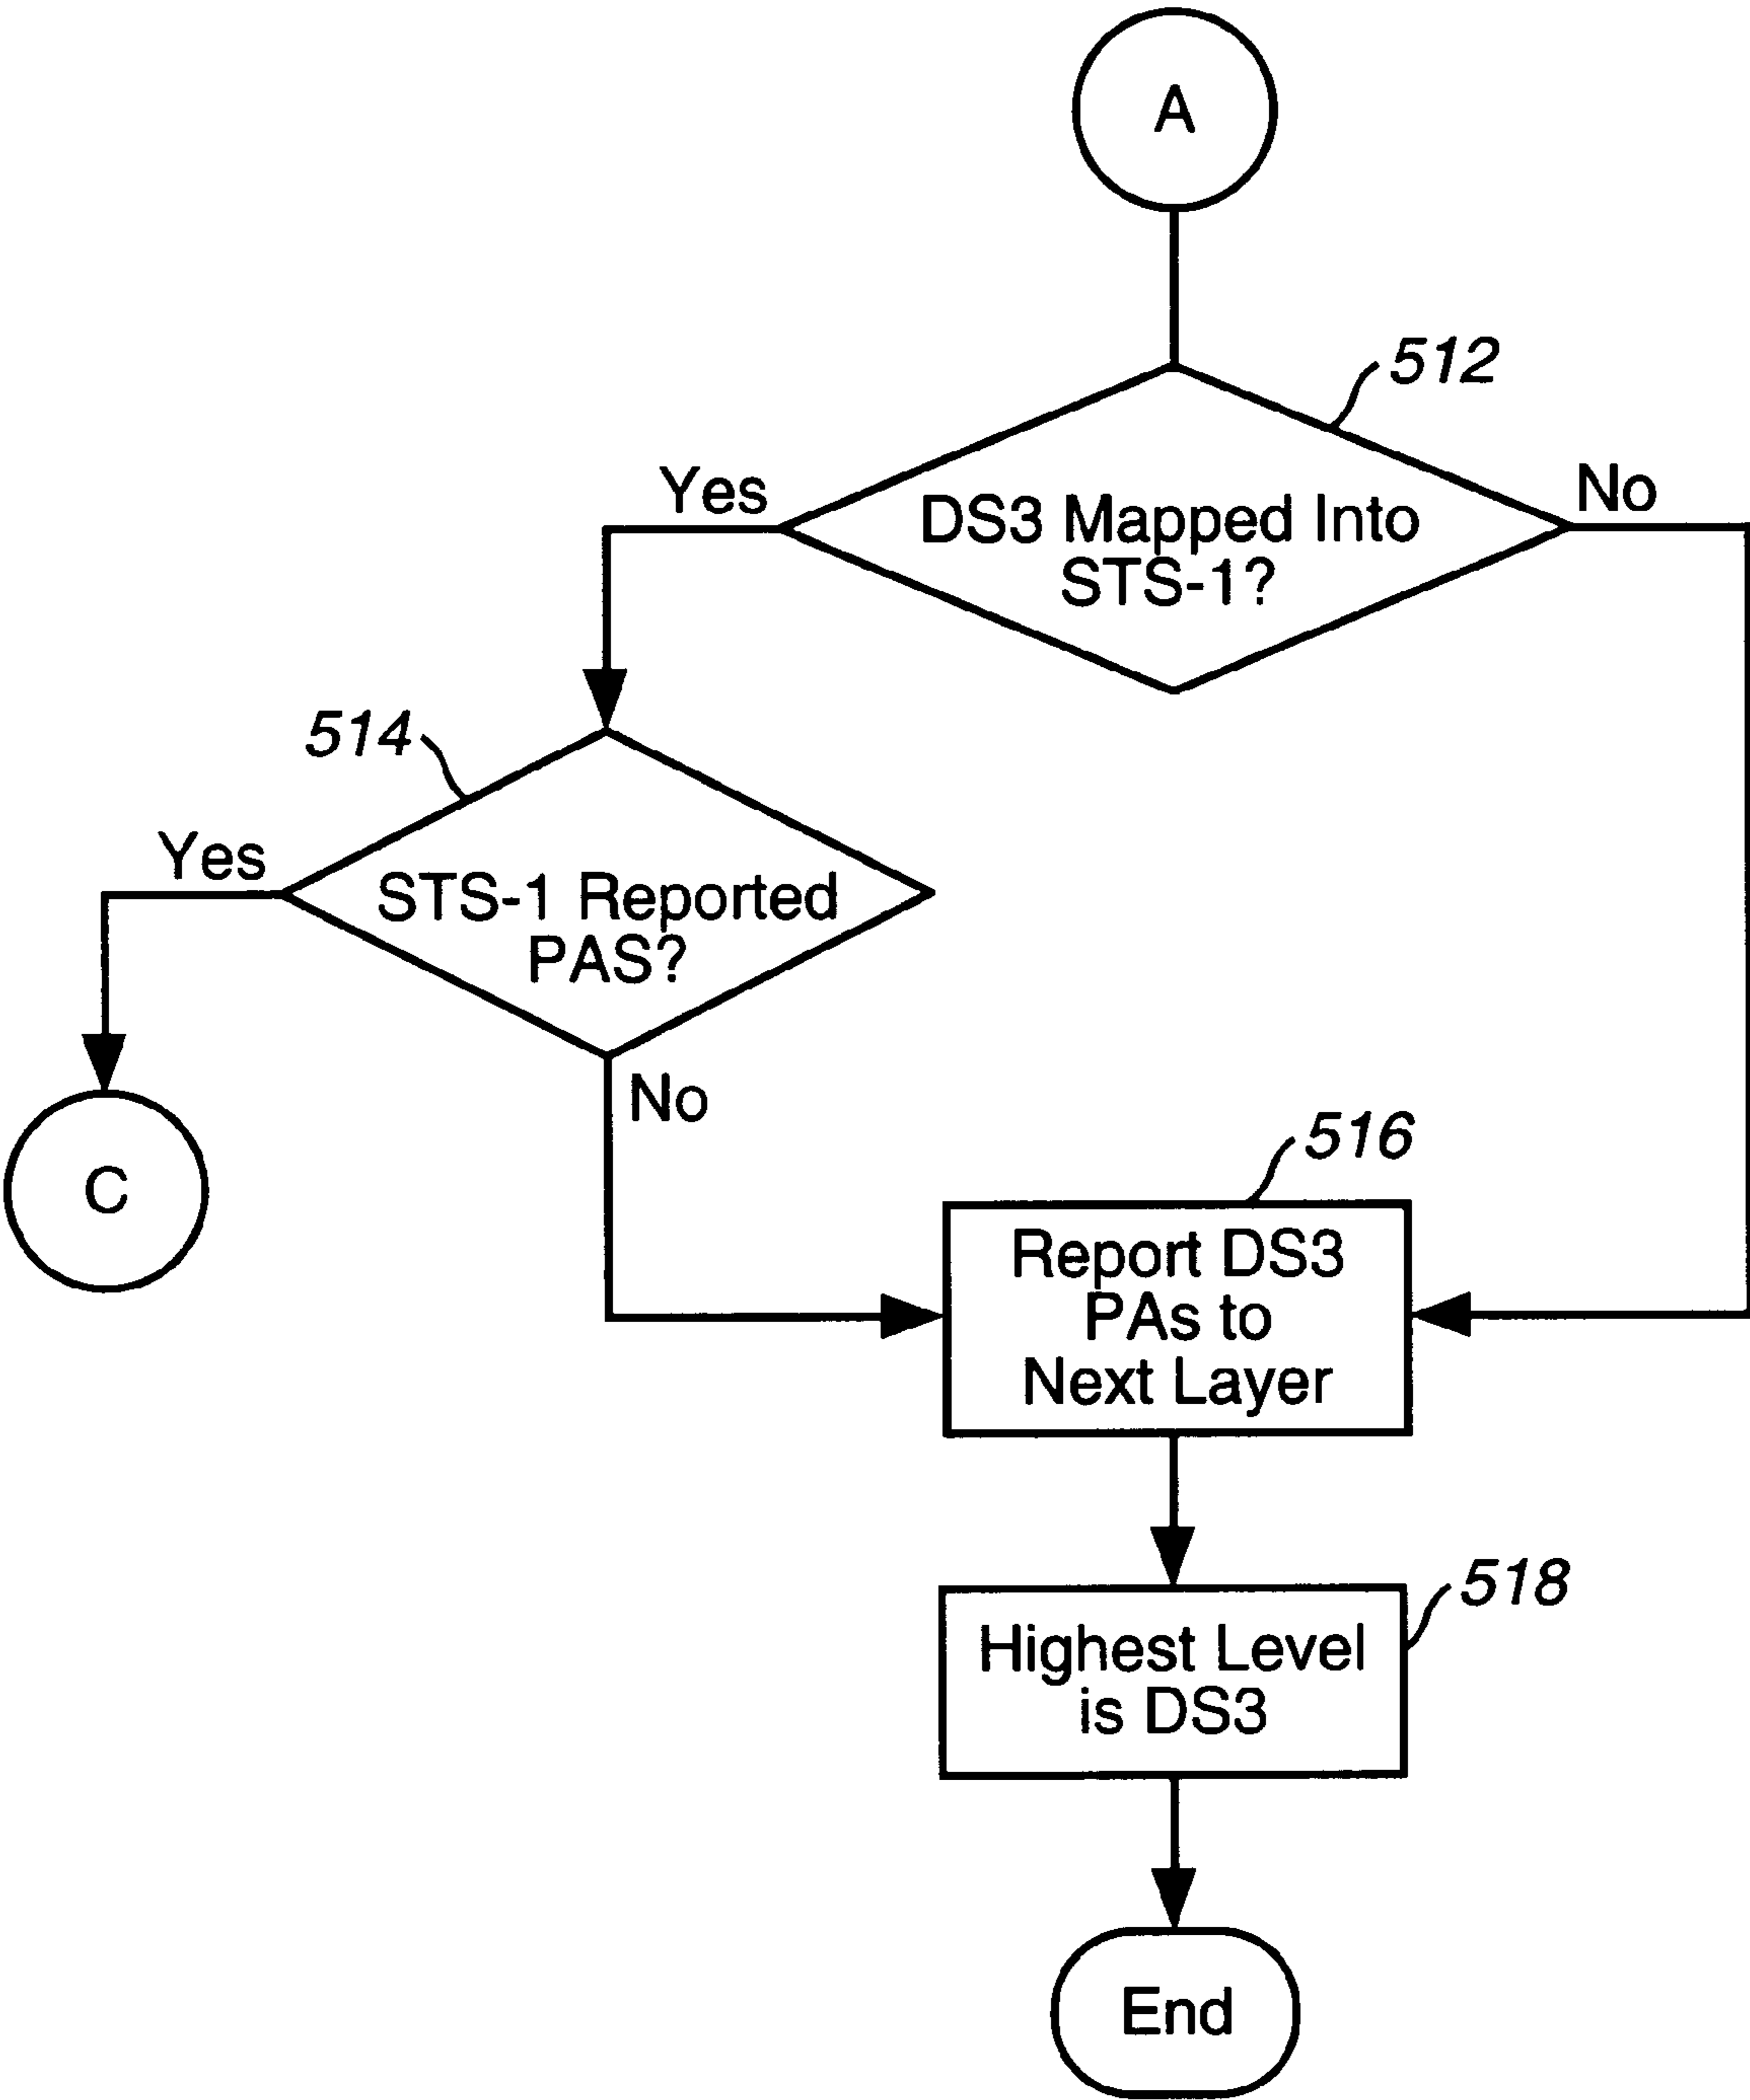 A
512
Yes
No
DS3 Mapped Into
STS-1?
514
Yes
STS-1 Reported
PAS?
No
C
516
Report DS3
PAs to
Next Layer
518
Highest Level
is DS3
End